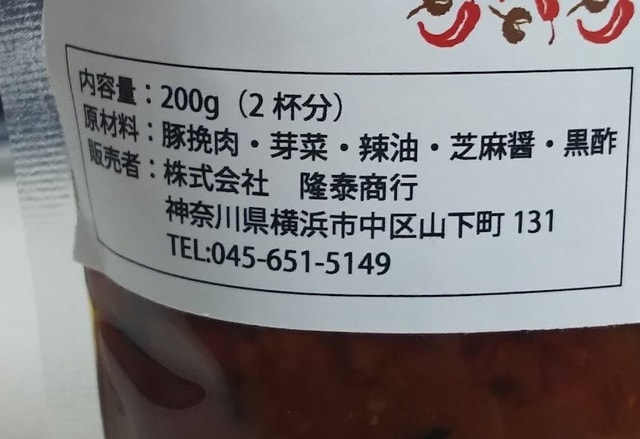 内容量：200g（2 杯分）
原材料：豚挽肉・芽菜・辣油・芝麻醤・黒酢
販売者：株式会社　隆泰商行
神奈川県横浜市中区山下町 131
TEL:045-651-5149